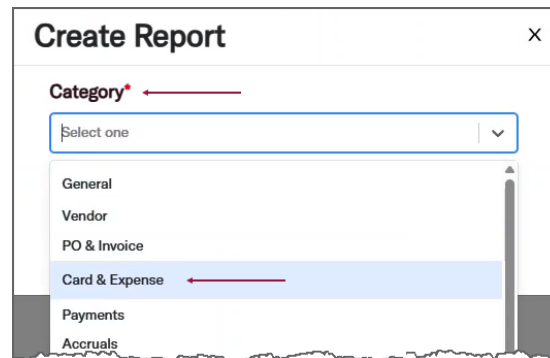 Create Report
Category*
Select one
General
Vendor
PO & Invoice
Card & Expense
Payments
Accruals